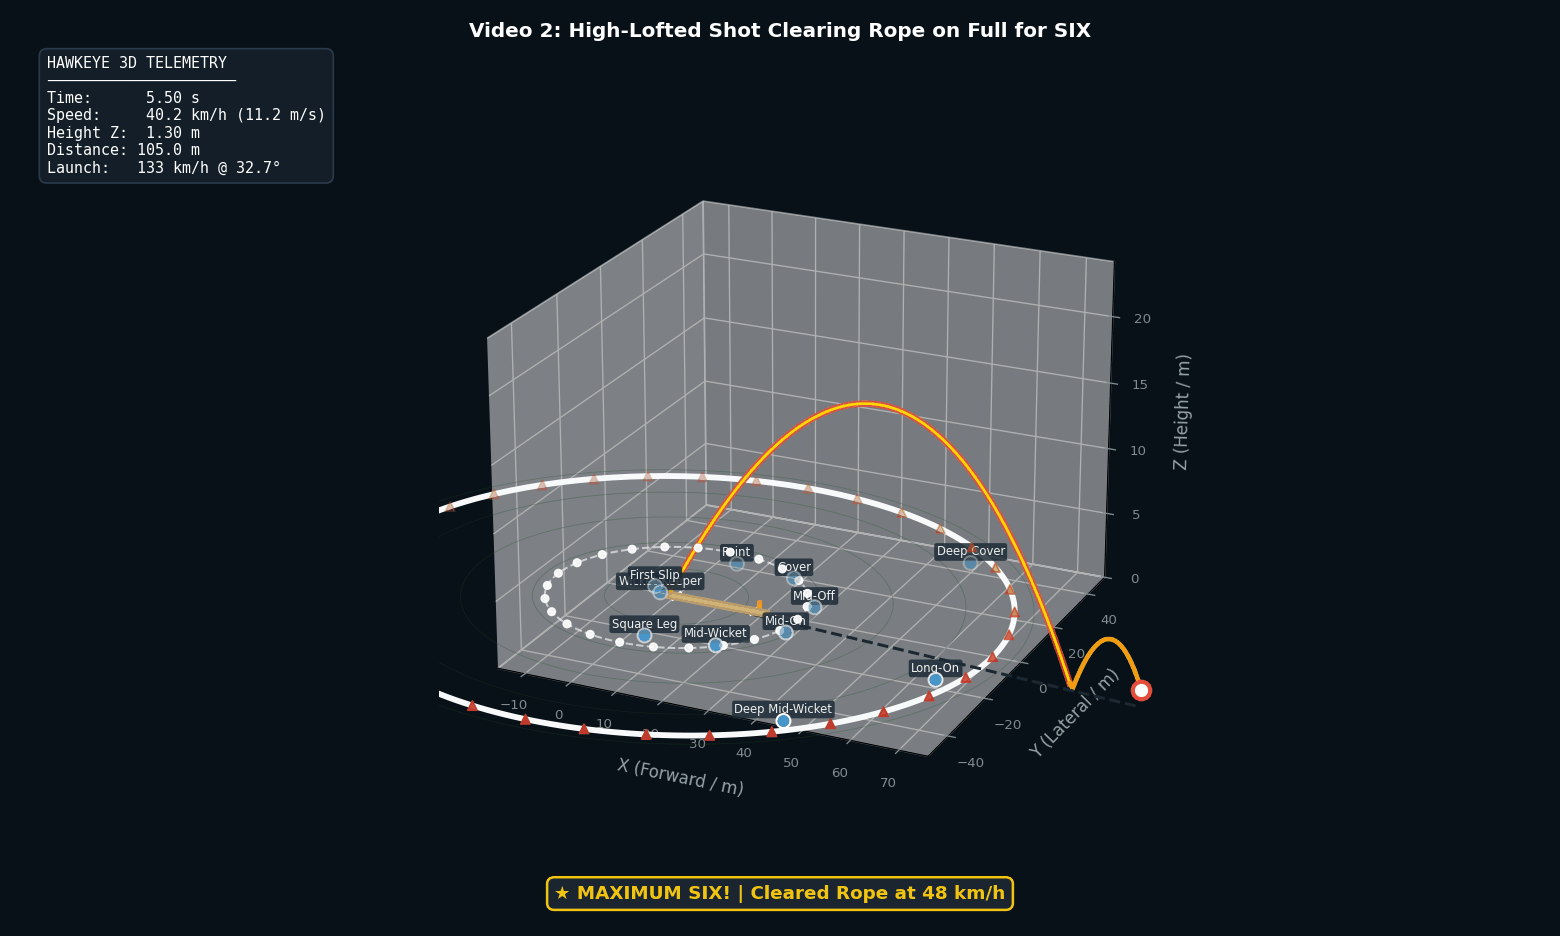 Video 2: High-Lofted Shot Clearing Rope on Full for SIX
HAWKEYE 3D TELEMETRY
Time: 5.50 s
Speed: 40.2 km/h (11.2 m/s)
Height Z: 1.30 m
Distance: 105.0 m
Launch: 133 km/h @ 32.7°
20
15
10
5
0
Z (Height / m)
Point
Deep Cover
Cover
First Slip
Mid-Off
Square Leg
Mid-Wicket
Mid-On
Long-On
Deep Mid-Wicket
40
20
0
−20
−40
Y (Lateral / m)
−10
0
10
20
30
40
50
60
70
X (Forward / m)
★ MAXIMUM SIX! | Cleared Rope at 48 km/h